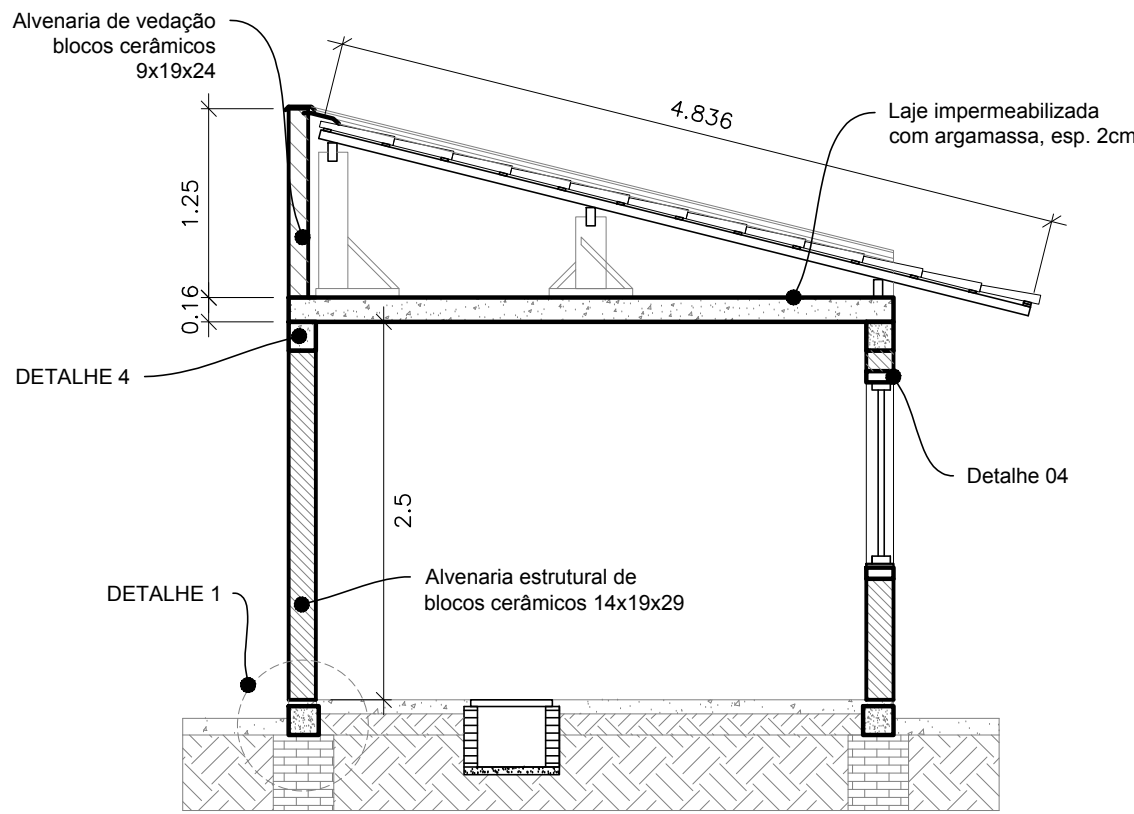 Alvenaria de vedação
blocos cerâmicos
9x19x24
4.836
Laje impermeabilizada
com argamassa, esp. 2cm
1.25
0.16
DETALHE 4
Detalhe 04
2.5
Alvenaria estrutural de
blocos cerâmicos 14x19x29
DETALHE 1